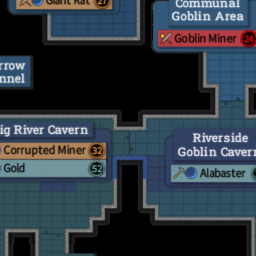 Giant Rat 27
Communal
Goblin Area
Goblin Miner
rrow
nnel
ig River Cavern
Corrupted Miner 32
Gold 52
Riverside
Goblin Cavern
Alabaster